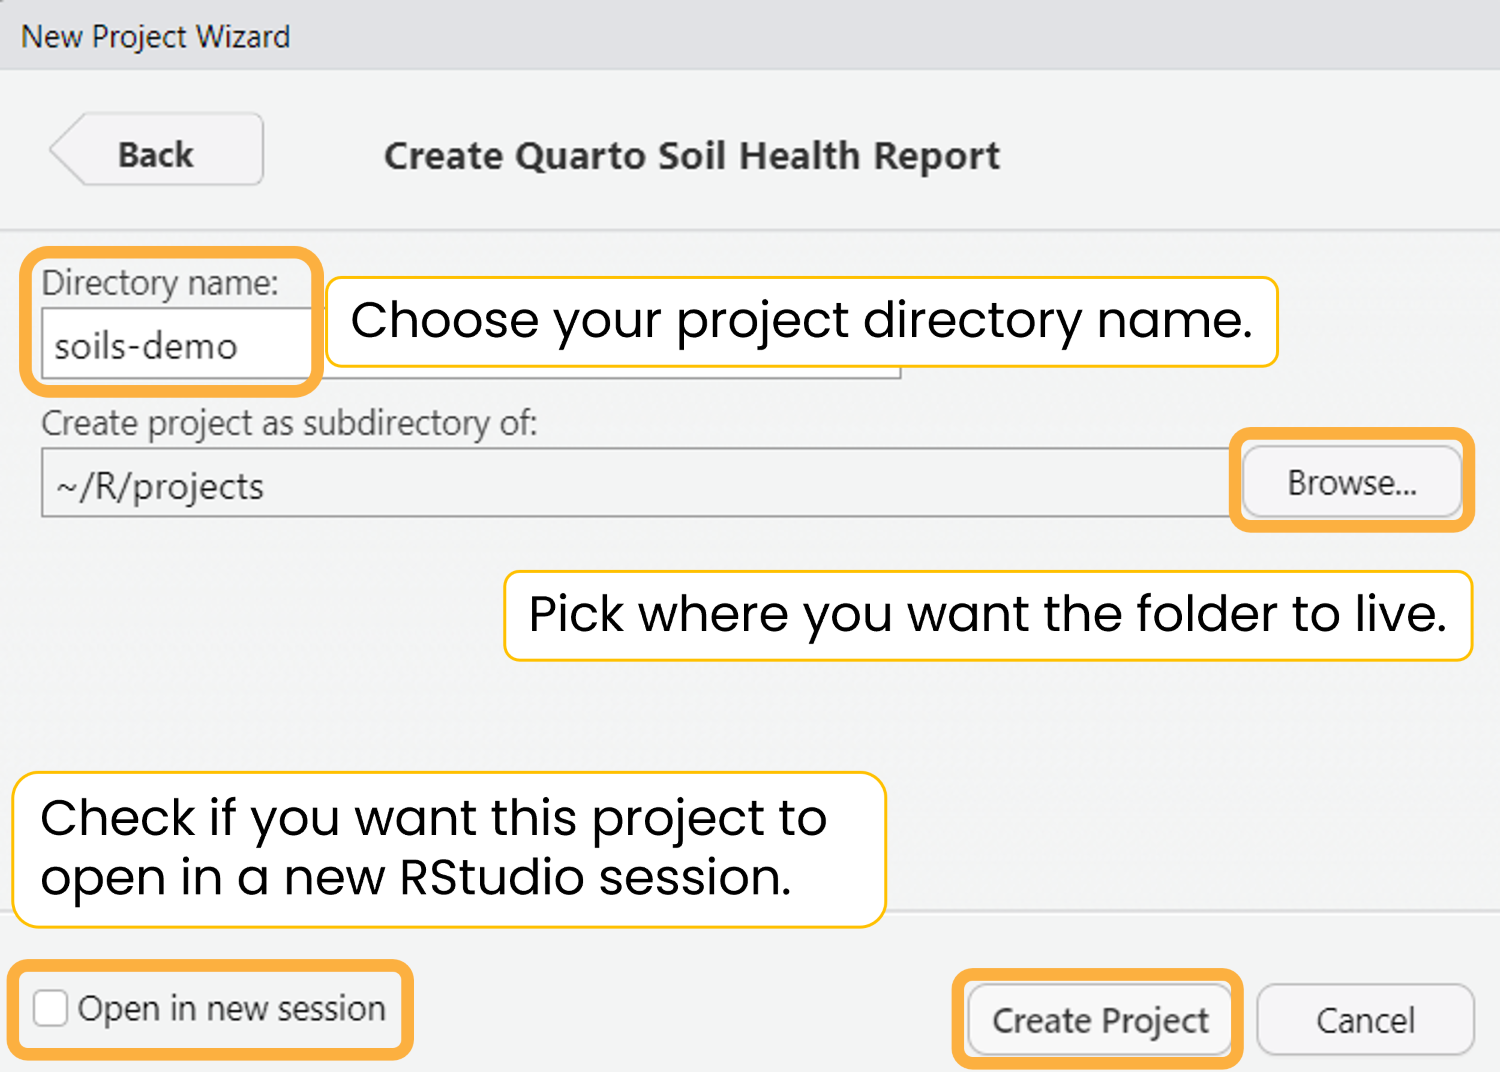 New Project Wizard
Back
Create Quarto Soil Health Report
Directory name:
soils-demo
Choose your project directory name.
Create project as subdirectory of:
~/R/projects
Browse...
Pick where you want the folder to live.
Check if you want this project to
open in a new RStudio session.
Open in new session
Create Project
Cancel